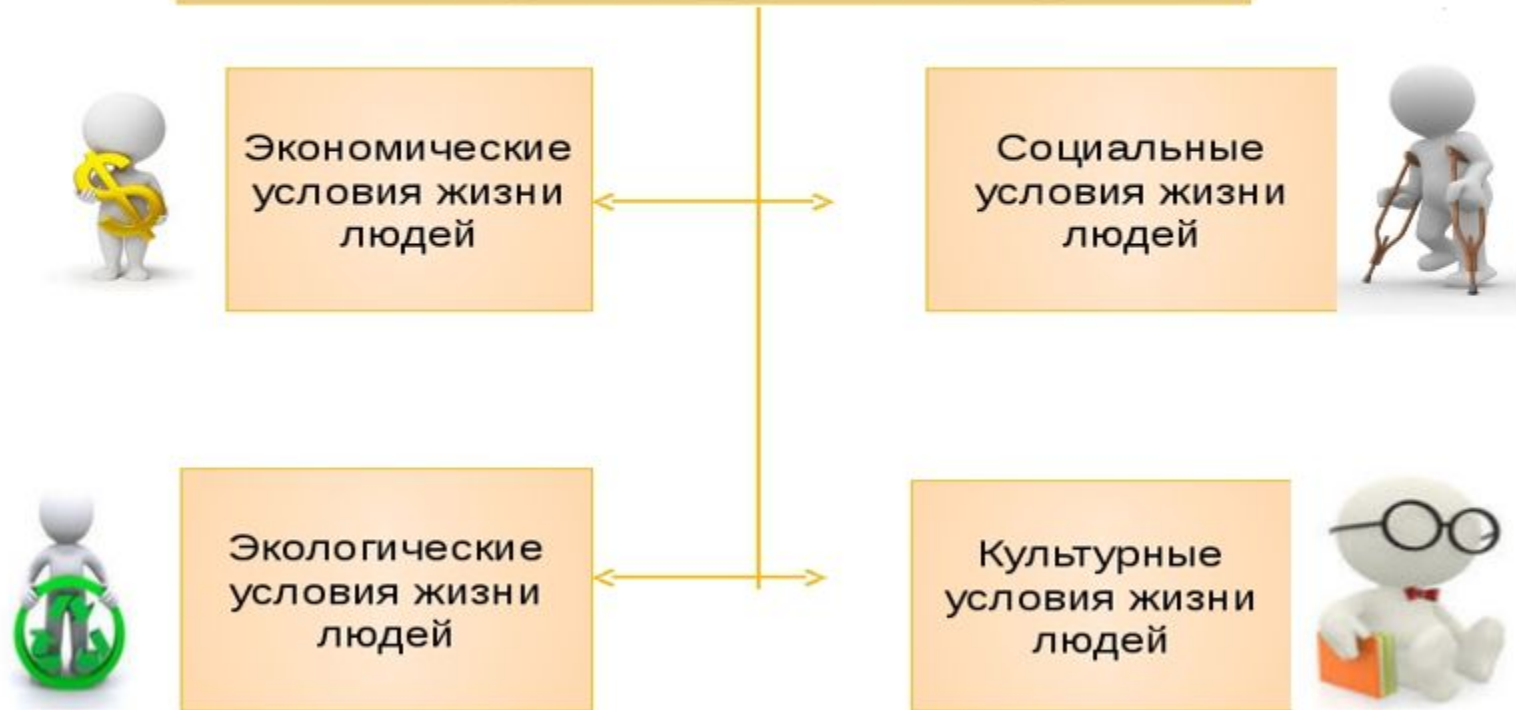 Экономические
условия жизни
людей
Социальные
условия жизни
людей
Экологические
условия жизни
людей
Культурные
условия жизни
людей